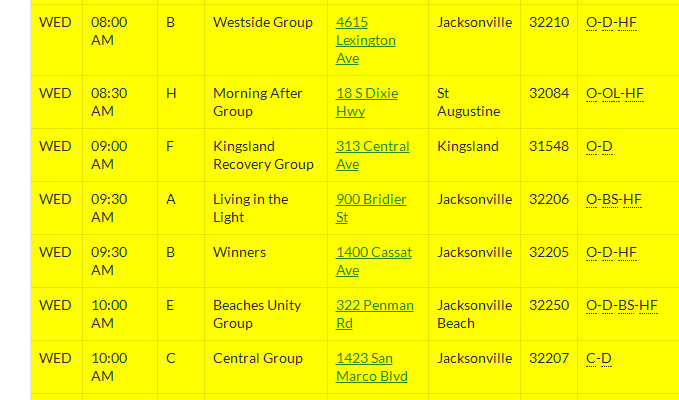 WED 08:00 B Westside Group 4615 Jacksonville 32210 O-D-HF
AM Lexington
Ave
WED 08:30 H Morning After 18 S Dixie St 32084 O-OL-HF
AM Group Hwy Augustine
WED 09:00 F Kingsland 313 Central Kingsland 31548 O-D
AM Recovery Group Ave
WED 09:30 A Living in the 900 Bridier Jacksonville 32206 O-BS-HF
AM Light St
WED 09:30 B Winners 1400 Cassat Jacksonville 32205 O-D-HF
AM Ave
WED 10:00 E Beaches Unity 322 Penman Jacksonville 32250 O-D-BS-HF
AM Group Rd Beach
WED 10:00 C Central Group 1423 San Jacksonville 32207 C-D
AM Marco Blvd